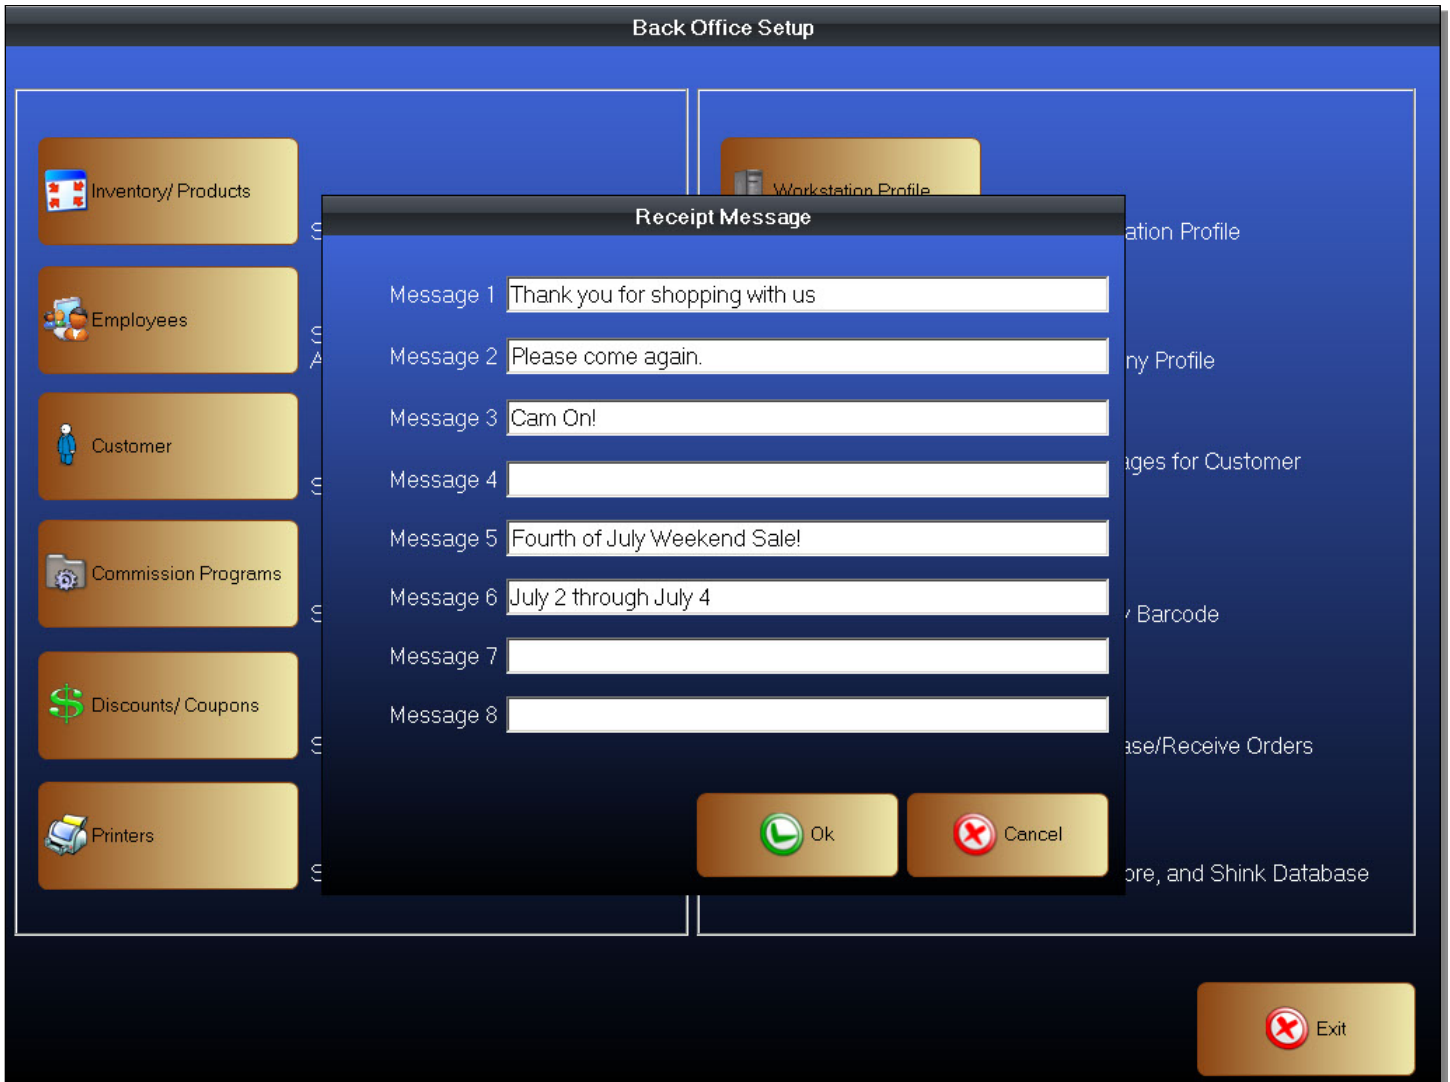 Back Office Setup
Inventory/ Products
Employees
Customer
Commission Programs
Discounts/ Coupons
Printers
Workstation Profile
Receipt Message
Message 1 Thank you for shopping with us
Message 2 Please come again.
Message 3 Cam On!
Message 4
Message 5 Fourth of July Weekend Sale!
Message 6 July 2 through July 4
Message 7
Message 8
Ok
Cancel
ation Profile
ny Profile
ages for Customer
Barcode
ase/Receive Orders
ore, and Shink Database
Exit